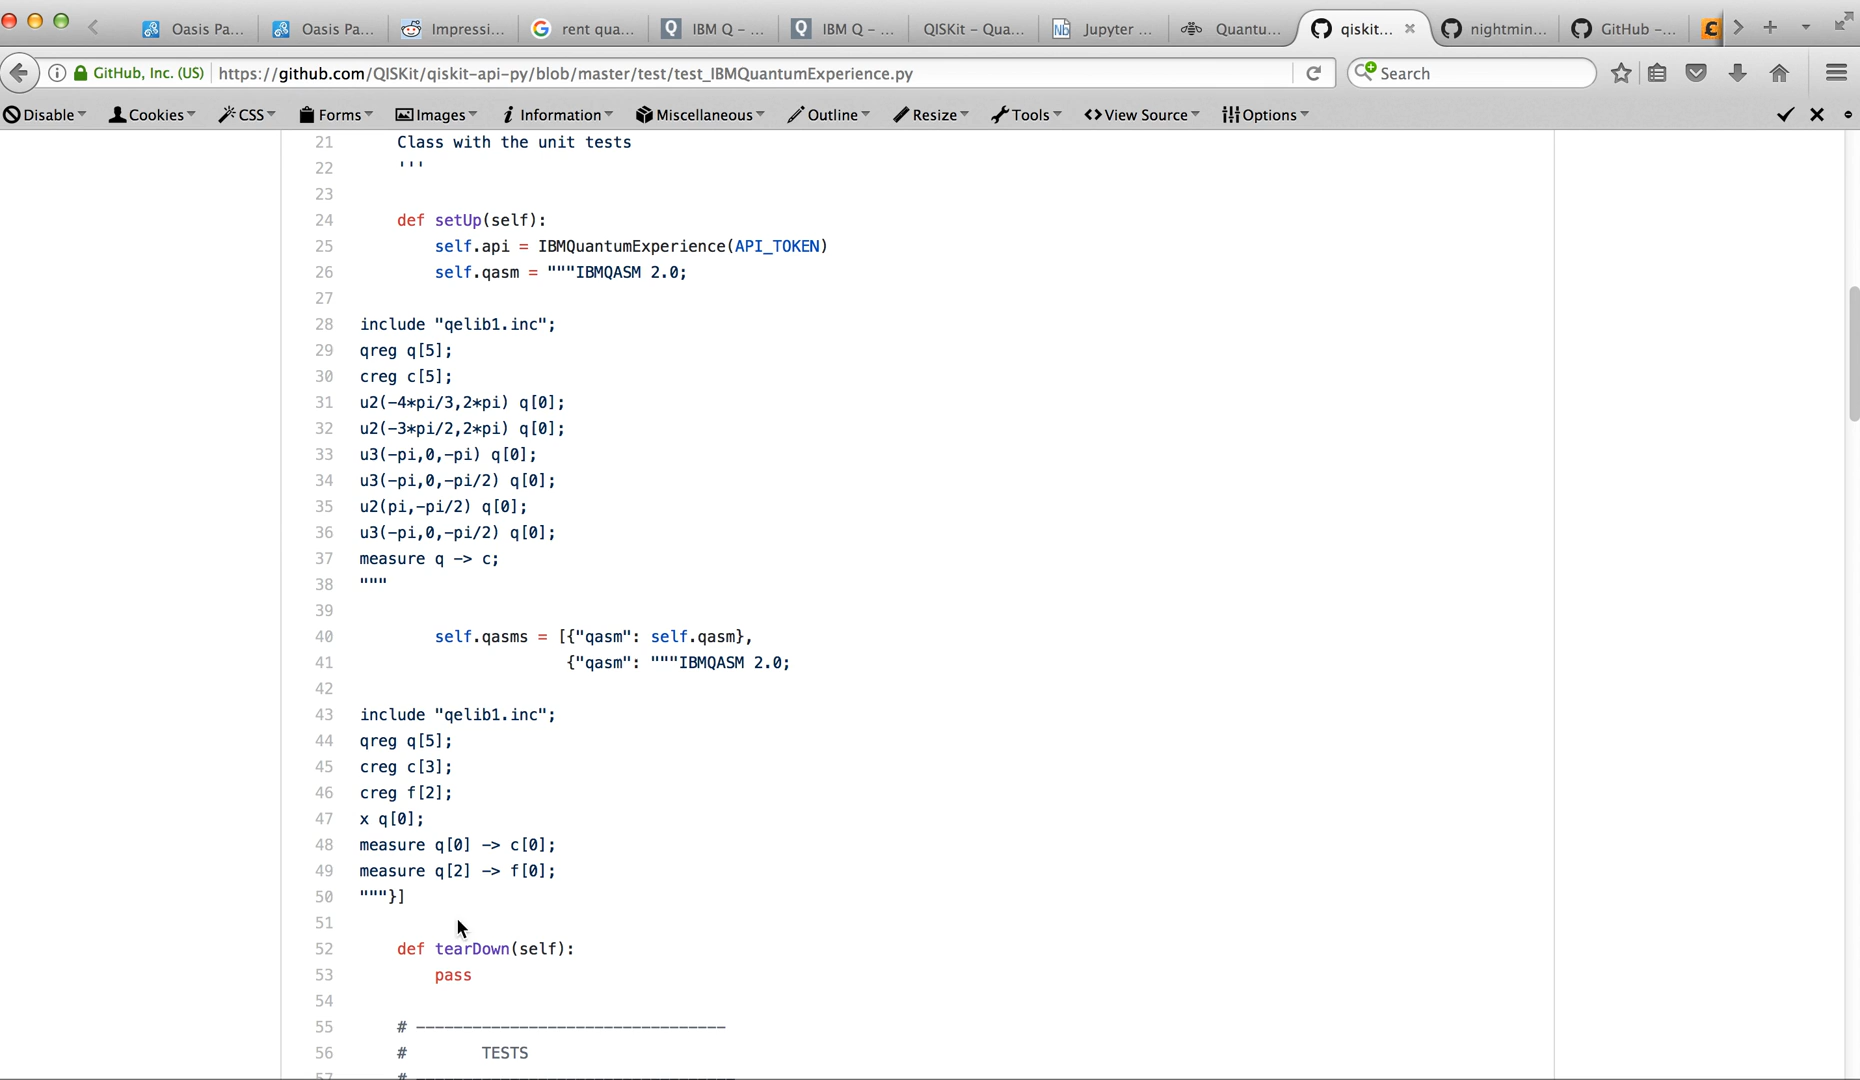 Oasis Pa... Oasis Pa... Impressi... rent qua... IBM Q – ... IBM Q – ... QISKit – Qua... Jupyter ... Quantu... qiskit... nightmin... GitHub –...
GitHub, Inc. (US) https://github.com/QISKit/qiskit-api-py/blob/master/test/test_IBMQuantumExperience.py Search
Disable Cookies CSS Forms Images Information Miscellaneous Outline Resize Tools View Source Options
21 Class with the unit tests
22 '''
23
24 def setUp(self):
25 self.api = IBMQuantumExperience(API_TOKEN)
26 self.qasm = """IBMQASM 2.0;
27
28 include "qelib1.inc";
29 qreg q[5];
30 creg c[5];
31 u2(-4*pi/3,2*pi) q[0];
32 u2(-3*pi/2,2*pi) q[0];
33 u3(-pi,0,-pi) q[0];
34 u3(-pi,0,-pi/2) q[0];
35 u2(pi,-pi/2) q[0];
36 u3(-pi,0,-pi/2) q[0];
37 measure q -> c;
38 """
39
40 self.qasms = [{"qasm": self.qasm},
41 {"qasm": """IBMQASM 2.0;
42
43 include "qelib1.inc";
44 qreg q[5];
45 creg c[3];
46 creg f[2];
47 x q[0];
48 measure q[0] -> c[0];
49 measure q[2] -> f[0];
50 """}]
51
52 def tearDown(self):
53 pass
54
55 # ---------------------------------
56 # TESTS
57 # ----------------------------------